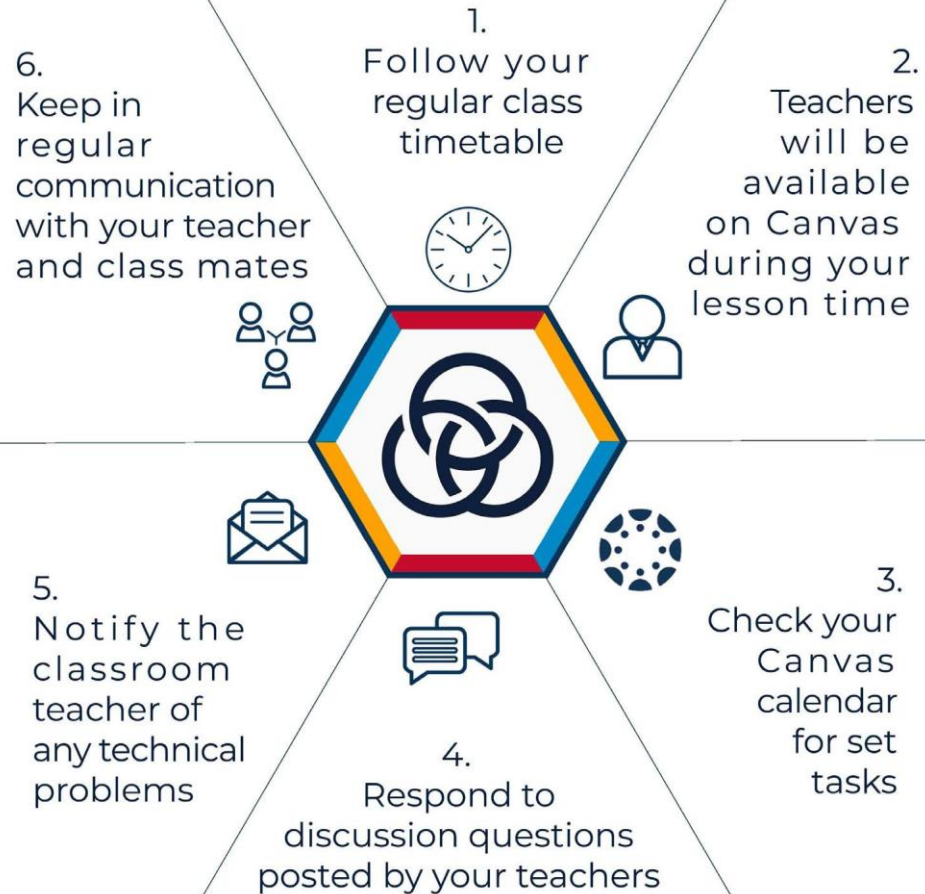 1.
Follow your
regular class
timetable
2.
Teachers
will be
available
on Canvas
during your
lesson time
3.
Check your
Canvas
calendar
for set
tasks
4.
Respond to
discussion questions
posted by your teachers
5.
Notify the
classroom
teacher of
any technical
problems
6.
Keep in
regular
communication
with your teacher
and class mates